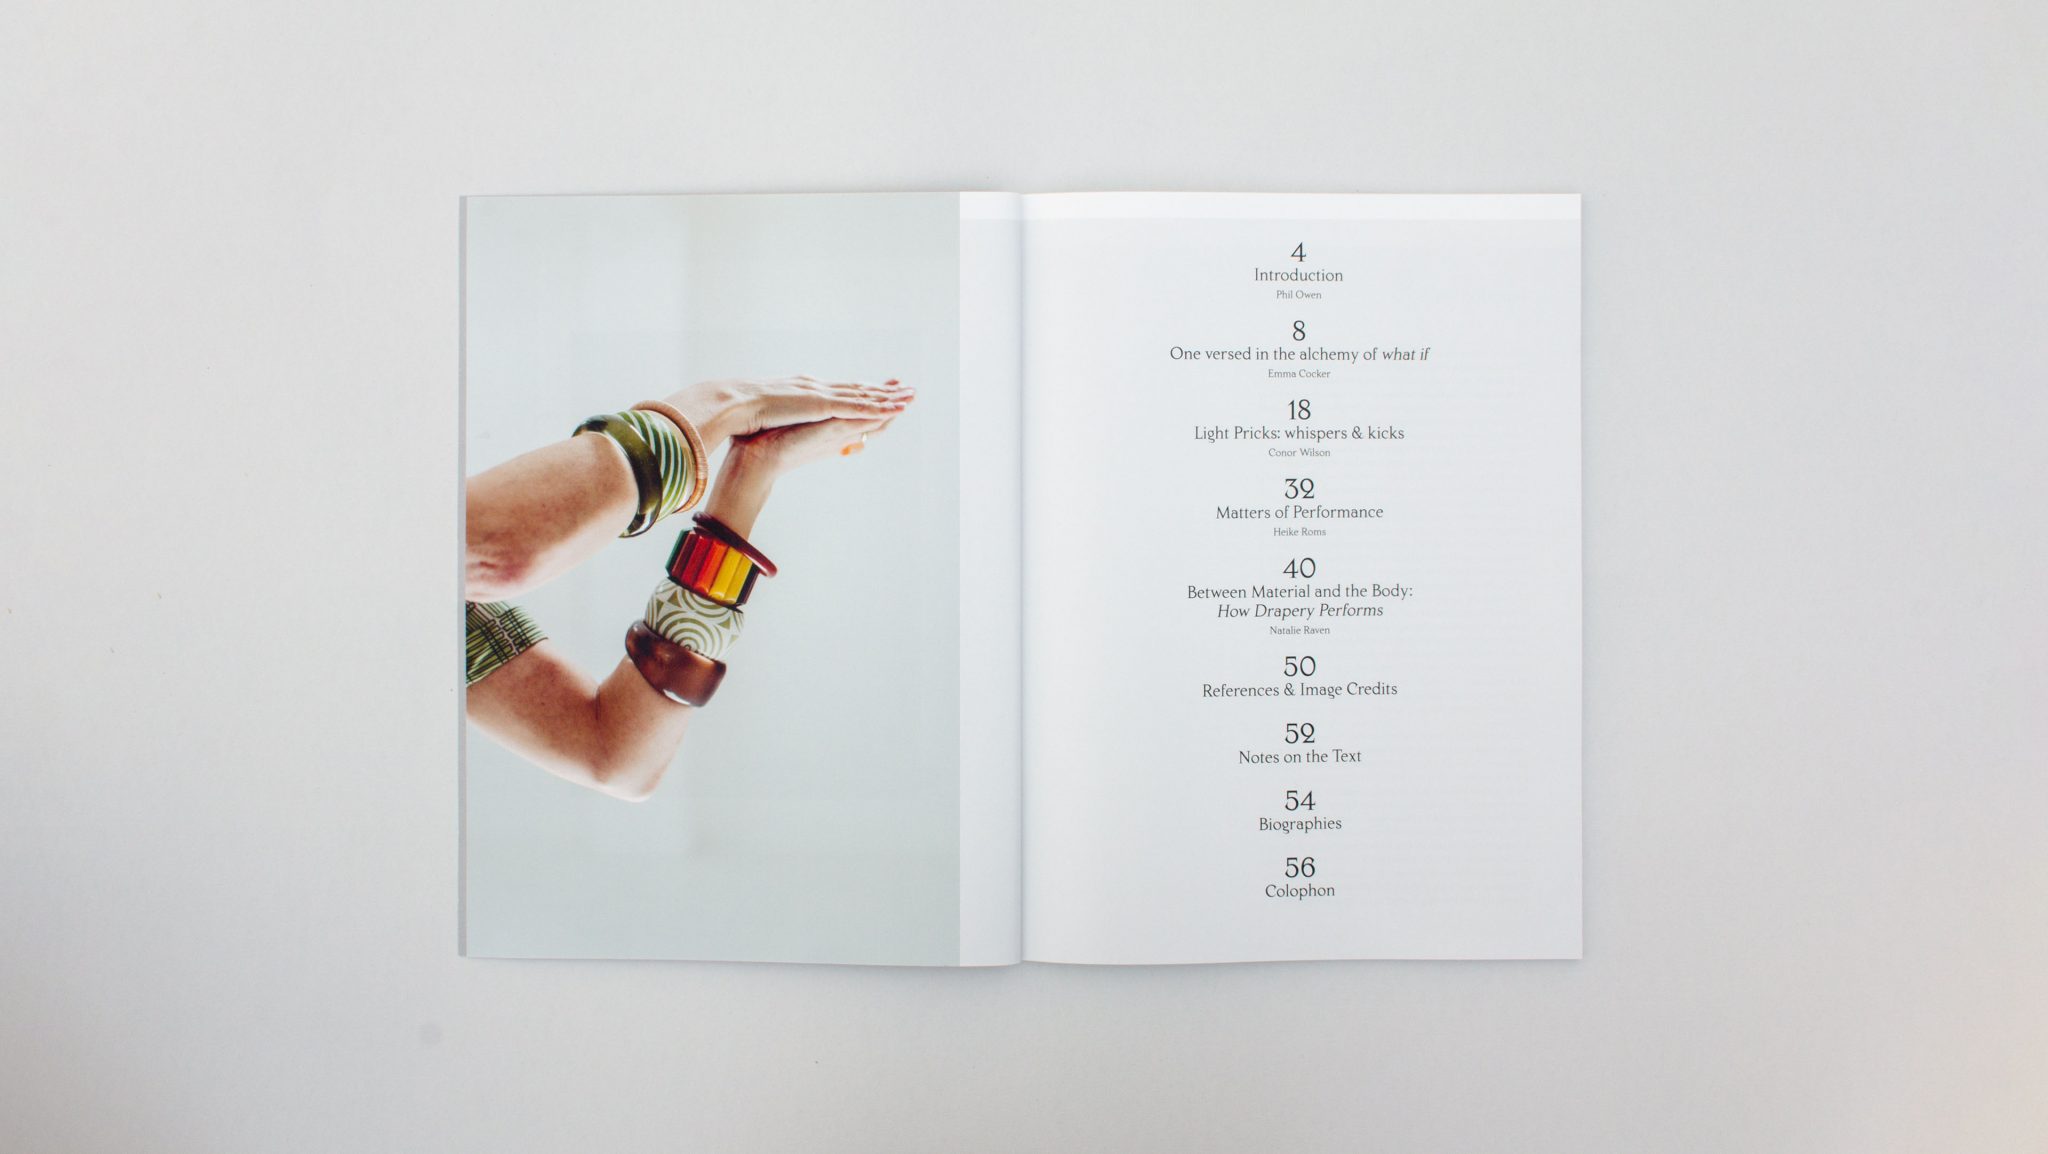 4
Introduction
Phil Owen
8
One versed in the alchemy of what if
Emma Cocker
18
Light Pricks: whispers & kicks
Conor Wilson
32
Matters of Performance
Heike Roms
40
Between Material and the Body:
How Drapery Performs
Natalie Raven
50
References & Image Credits
52
Notes on the Text
54
Biographies
56
Colophon